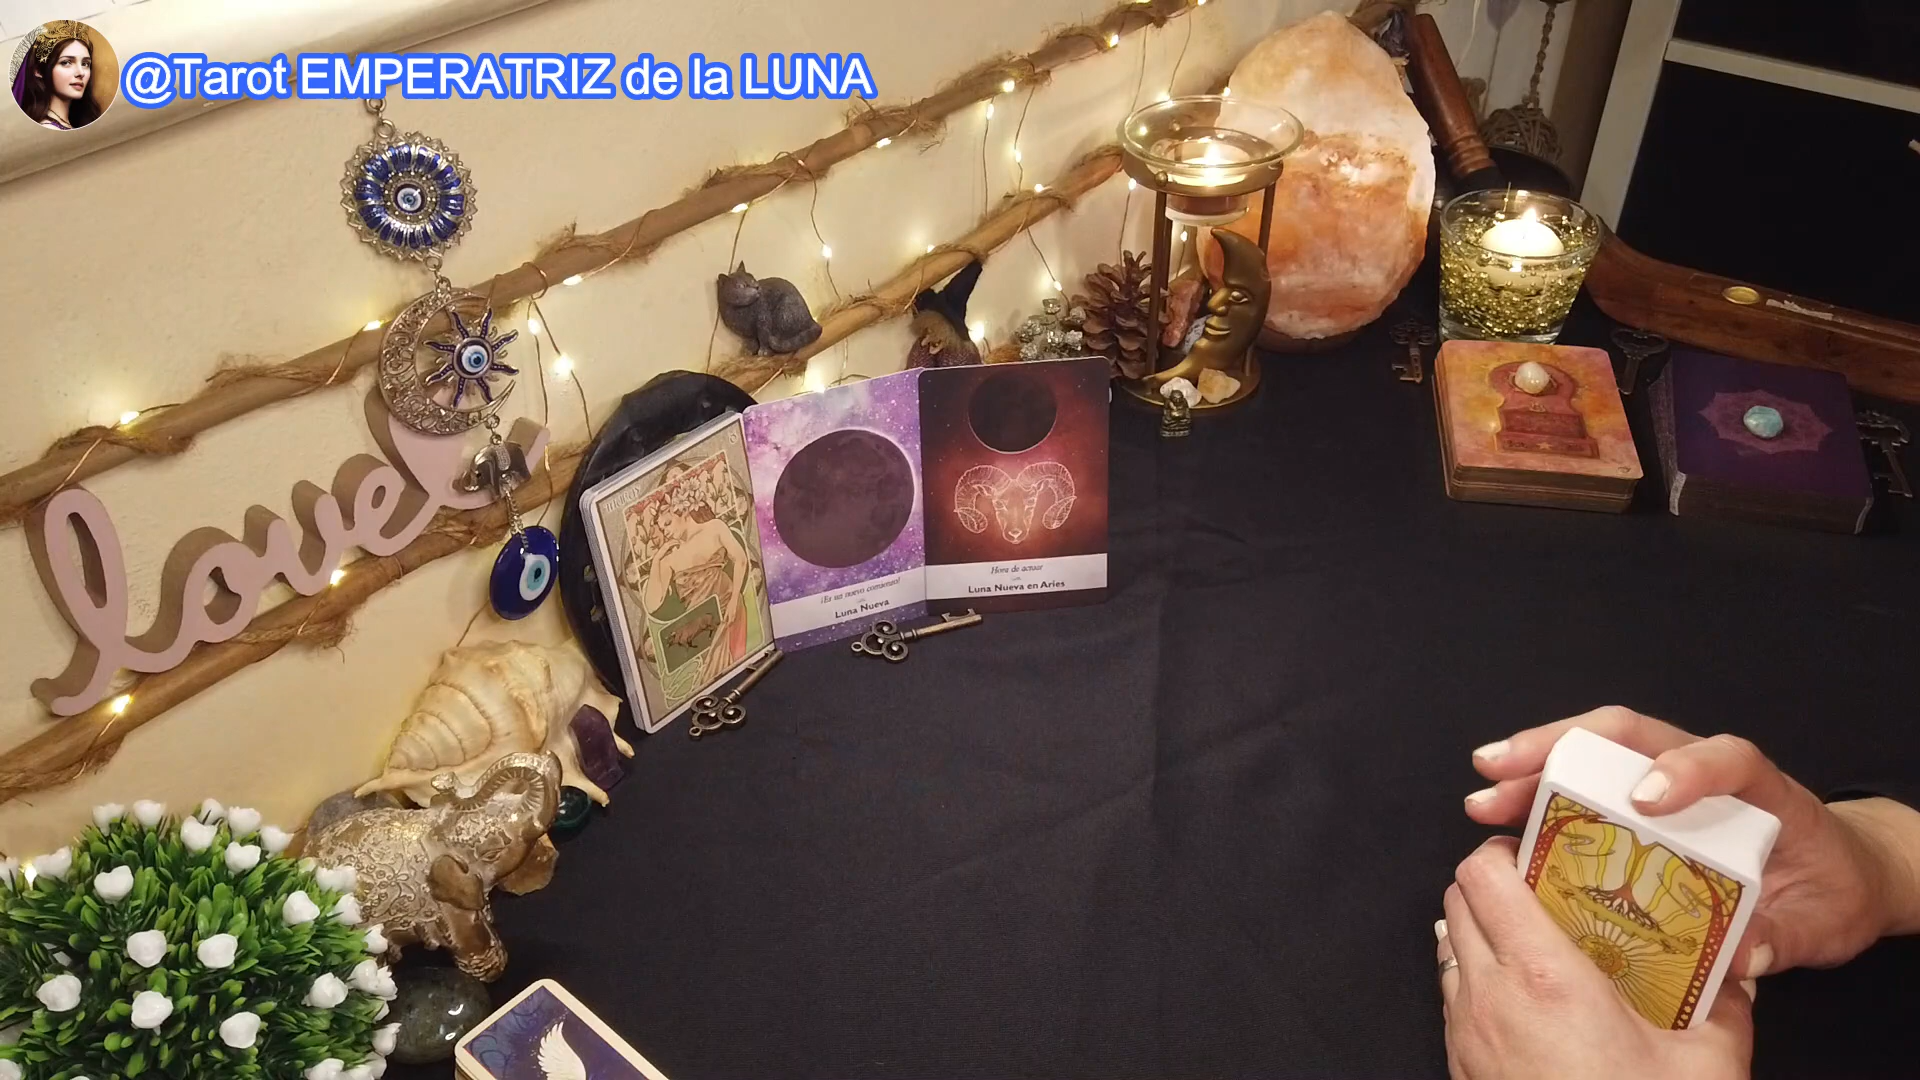 @Tarot EMPERATRIZ de la LUNA
love
¡Es un nuevo comienzo!
Luna Nueva
Hora de actuar
Luna Nueva en Aries